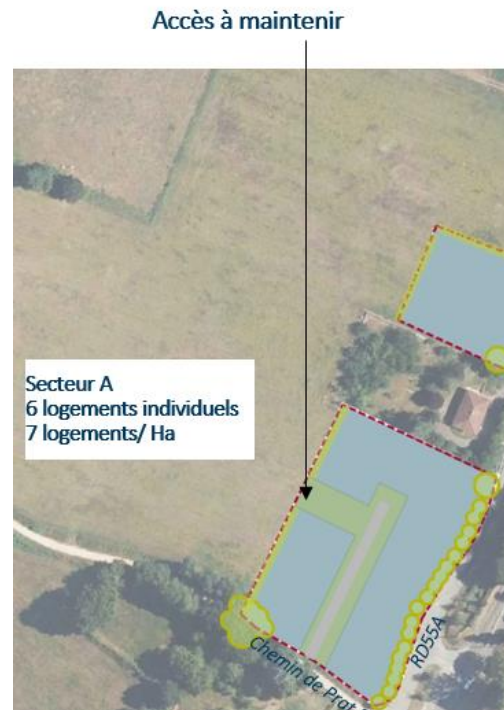 Accès à maintenir
Secteur A
6 logements individuels
7 logements/ Ha
RD55A
Chemin de Prat